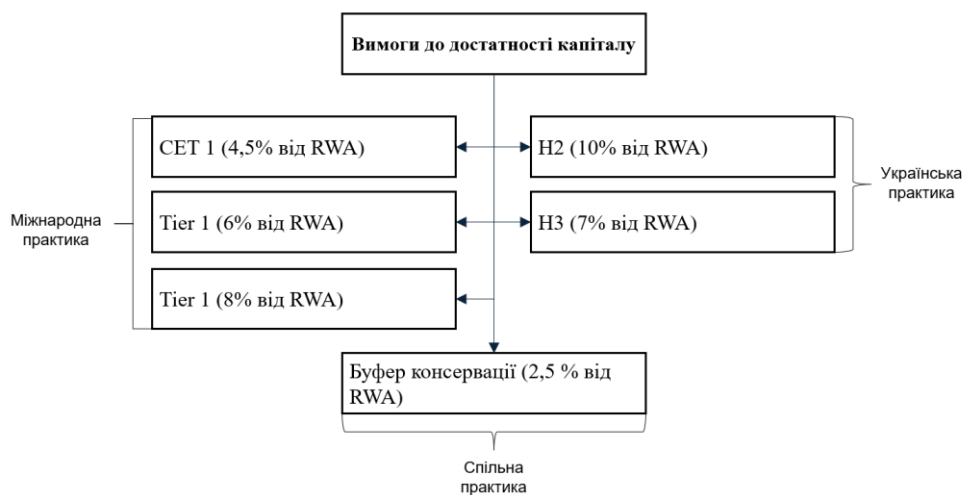 Вимоги до достатності капіталу
Міжнародна
практика
CET 1 (4,5% від RWA)
Tier 1 (6% від RWA)
Tier 1 (8% від RWA)
H2 (10% від RWA)
H3 (7% від RWA)
Українська
практика
Буфер консервації (2,5 % від
RWA)
Спільна
практика